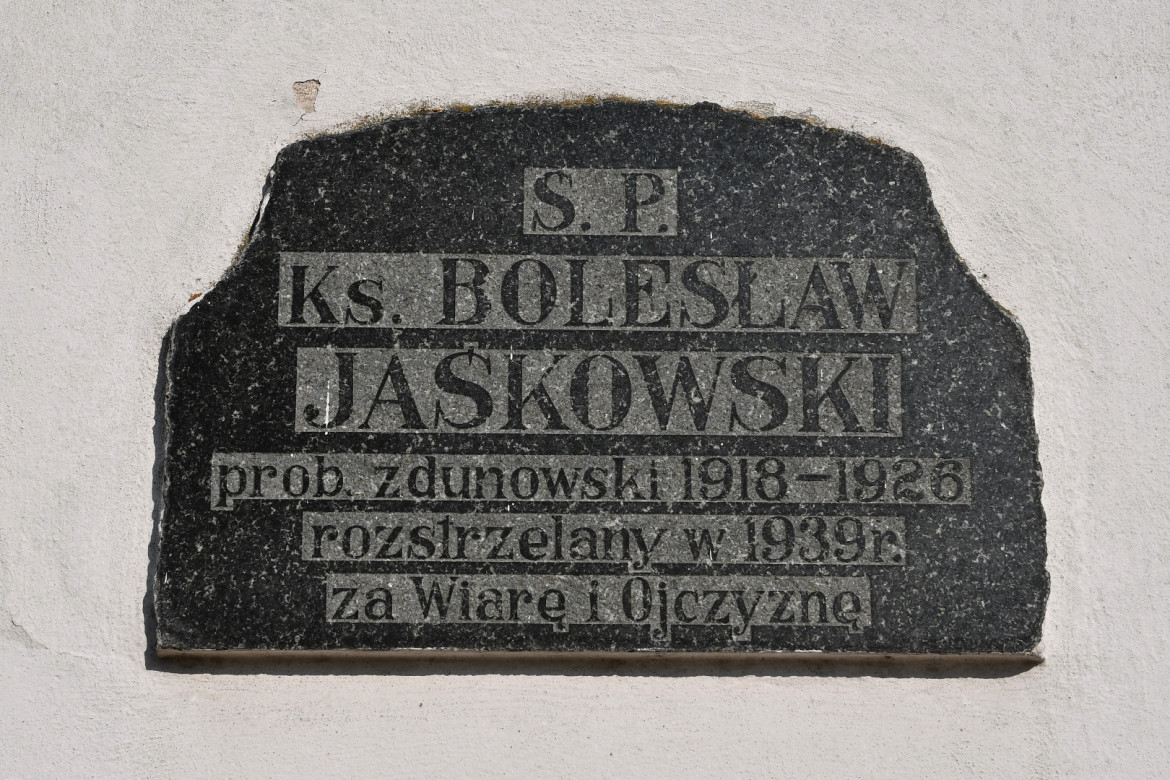 S. P.
Ks. BOLESŁAW
JAŚKOWSKI
prob. zdunowski 1918-1926
rozstrzelany w 1939r.
za Wiarę i Ojczyznę